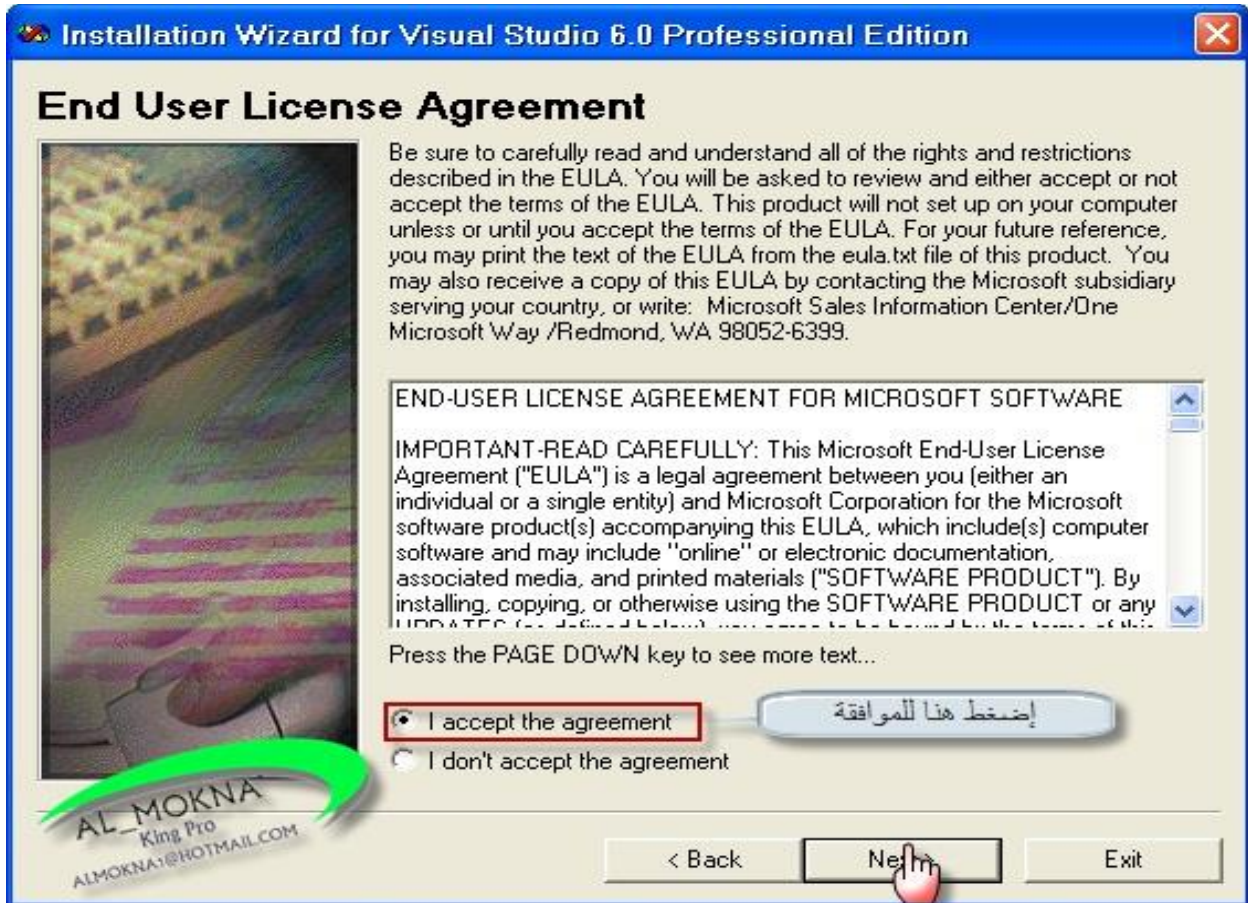 Installation Wizard for Visual Studio 6.0 Professional Edition
End User License Agreement
Be sure to carefully read and understand all of the rights and restrictions
described in the EULA. You will be asked to review and either accept or not
accept the terms of the EULA. This product will not set up on your computer
unless or until you accept the terms of the EULA. For your future reference,
you may print the text of the EULA from the eula.txt file of this product. You
may also receive a copy of this EULA by contacting the Microsoft subsidiary
serving your country, or write: Microsoft Sales Information Center/One
Microsoft Way /Redmond, WA 98052-6399.
END-USER LICENSE AGREEMENT FOR MICROSOFT SOFTWARE
IMPORTANT-READ CAREFULLY: This Microsoft End-User License
Agreement ("EULA") is a legal agreement between you (either an
individual or a single entity) and Microsoft Corporation for the Microsoft
software product(s) accompanying this EULA, which include(s) computer
software and may include "online" or electronic documentation,
associated media, and printed materials ("SOFTWARE PRODUCT"). By
installing, copying, or otherwise using the SOFTWARE PRODUCT or any
Press the PAGE DOWN key to see more text...
I accept the agreement
إضغط هنا للموافقة
I don't accept the agreement
AL_MOKNA
King Pro
ALMOKNA1@HOTMAIL.COM
< Back
Exit